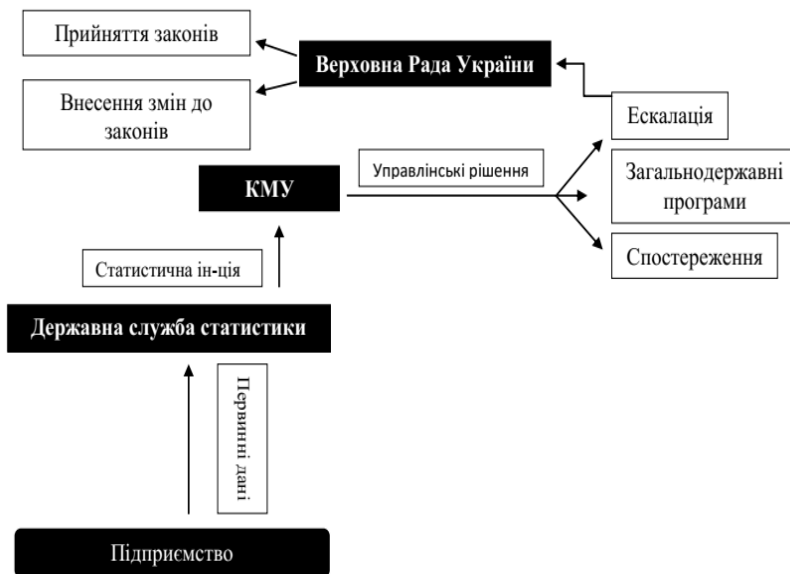 Прийняття законів
Верховна Рада України
Внесення змін до
законів
Ескалація
Управлінські рішення
КМУ
Загальнодержавні
програми
Спостереження
Статистична ін-ція
Державна служба статистики
Первинні дані
Підприємство